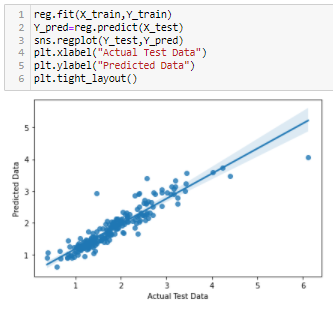 1 reg.fit(X_train,Y_train)
2 Y_pred=reg.predict(X_test)
3 sns.regplot(Y_test,Y_pred)
4 plt.xlabel("Actual Test Data")
5 plt.ylabel("Predicted Data")
6 plt.tight_layout()
5
4
3
2
1
Predicted Data
1 2 3 4 5 6
Actual Test Data